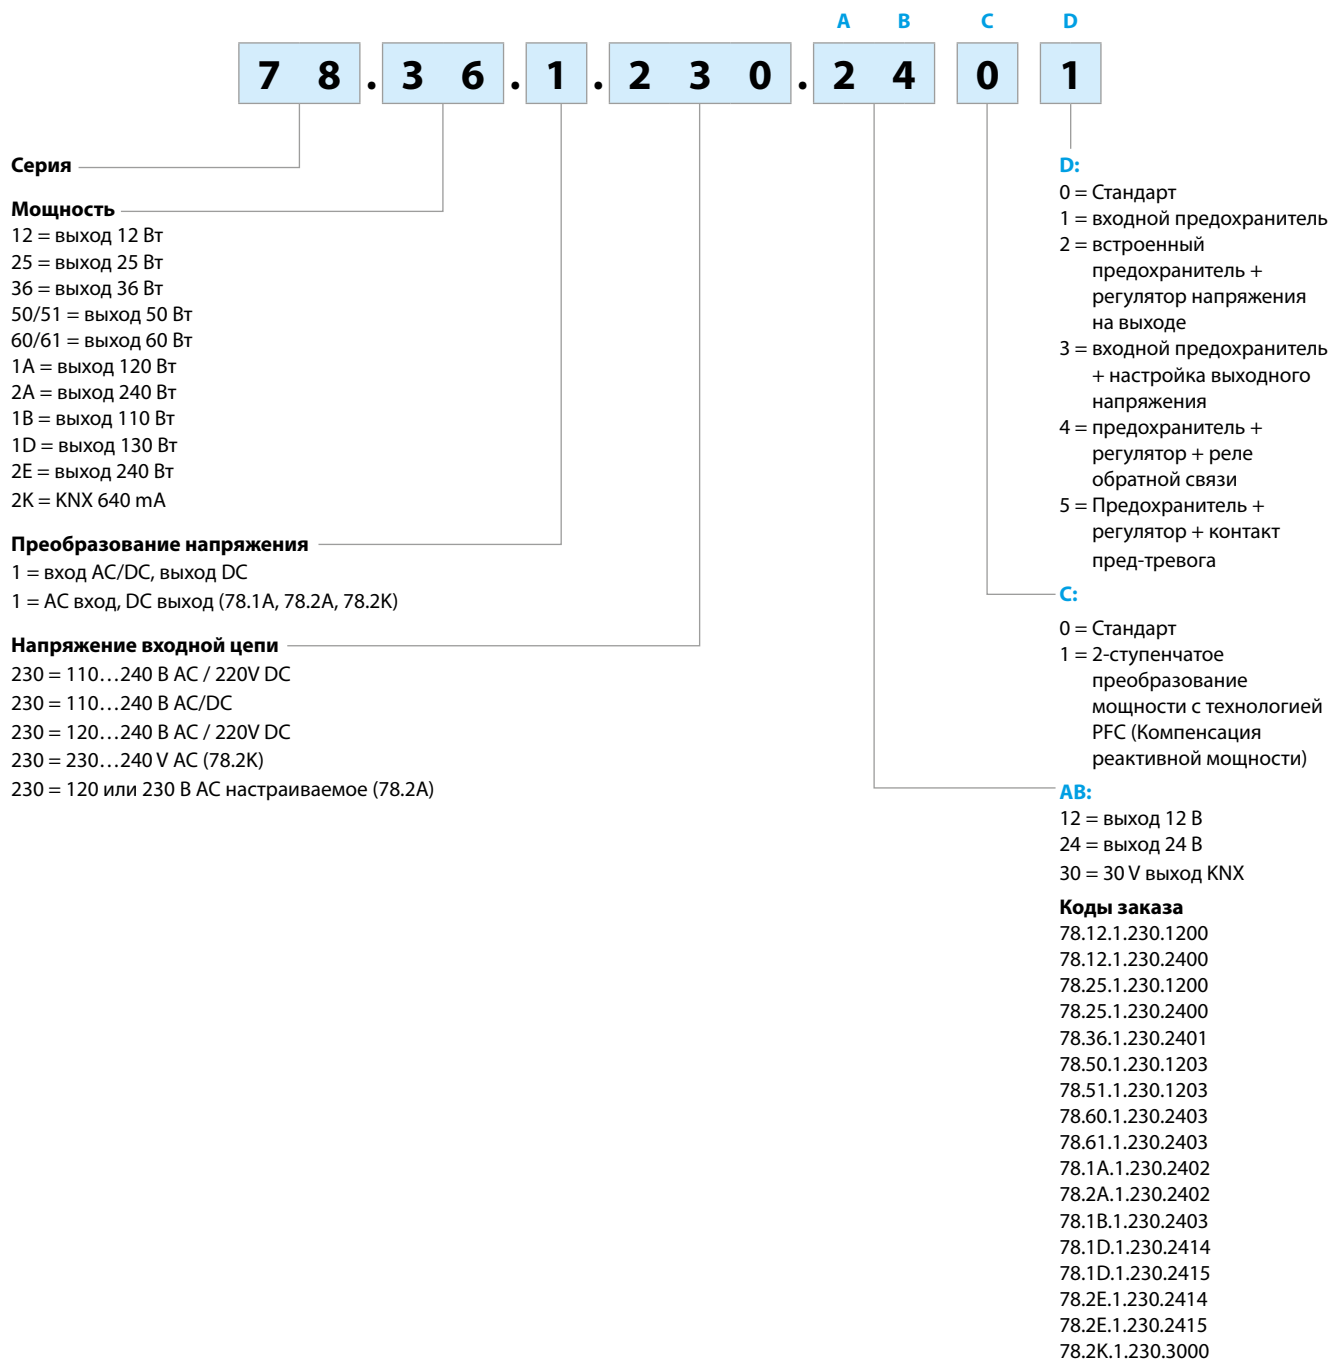 A B C D
7 8 . 3 6 . 1 . 2 3 0 . 2 4 0 1
Серия
Мощность
12 = выход 12 Вт
25 = выход 25 Вт
36 = выход 36 Вт
50/51 = выход 50 Вт
60/61 = выход 60 Вт
1A = выход 120 Вт
2A = выход 240 Вт
1B = выход 110 Вт
1D = выход 130 Вт
2E = выход 240 Вт
2K = KNX 640 mA
Преобразование напряжения
1 = вход AC/DC, выход DC
1 = AC вход, DC выход (78.1A, 78.2A, 78.2K)
Напряжение входной цепи
230 = 110…240 В AC / 220V DC
230 = 110…240 В AC/DC
230 = 120…240 В AC / 220V DC
230 = 230…240 V AC (78.2K)
230 = 120 или 230 В AC настраиваемое (78.2A)
D:
0 = Стандарт
1 = входной предохранитель
2 = встроенный
предохранитель +
регулятор напряжения
на выходе
3 = входной предохранитель
+ настройка выходного
напряжения
4 = предохранитель +
регулятор + реле
обратной связи
5 = Предохранитель +
регулятор + контакт
пред-тревога
C:
0 = Стандарт
1 = 2-ступенчатое
преобразование
мощности с технологией
PFC (Компенсация
реактивной мощности)
AB:
12 = выход 12 В
24 = выход 24 В
30 = 30 V выход KNX
Коды заказа
78.12.1.230.1200
78.12.1.230.2400
78.25.1.230.1200
78.25.1.230.2400
78.36.1.230.2401
78.50.1.230.1203
78.51.1.230.1203
78.60.1.230.2403
78.61.1.230.2403
78.1A.1.230.2402
78.2A.1.230.2402
78.1B.1.230.2403
78.1D.1.230.2414
78.1D.1.230.2415
78.2E.1.230.2414
78.2E.1.230.2415
78.2K.1.230.3000